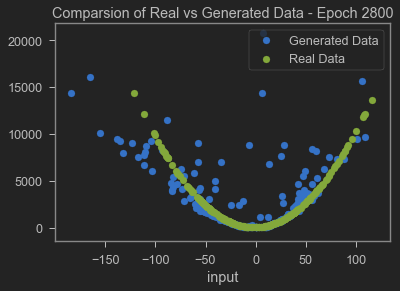 Comparsion of Real vs Generated Data - Epoch 2800
Generated Data
Real Data
20000
15000
10000
5000
0
−150
−100
−50
0
50
100
input